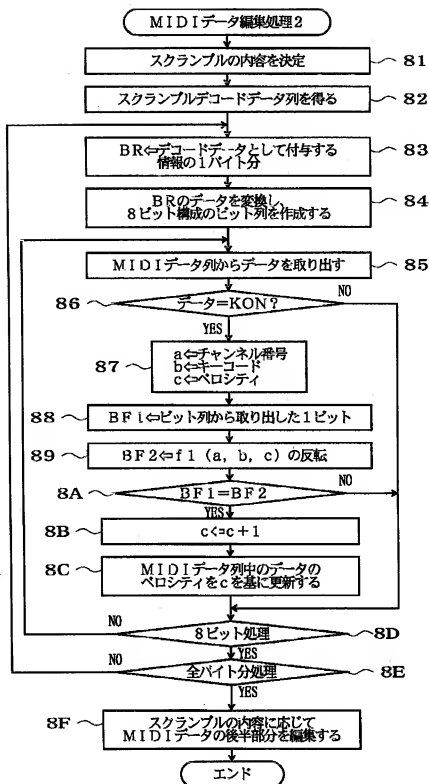 MIDIデータ編集処理2
スクランブルの内容を決定
81
スクランブルデコードデータ列を得る
82
BR⇐デコードデータとして付与する
情報の1バイト分
83
BRのデータを変換し,
8ビット構成のビット列を作成する
84
MIDIデータ列からデータを取り出す
85
86
データ=KON?
NO
YES
87
a⇐チャンネル番号
b⇐キーコード
c⇐ベロシティ
88
BF1⇐ビット列から取り出した1ビット
89
BF2⇐f1(a, b, c)の反転
8A
BF1=BF2
NO
YES
8B
c⇐c+1
8C
MIDIデータ列中のデータの
ベロシティをcを基に更新する
NO
8ビット処理
8D
YES
NO
全バイト分処理
8E
YES
8F
スクランブルの内容に応じて
MIDIデータの後半部分を編集する
エンド